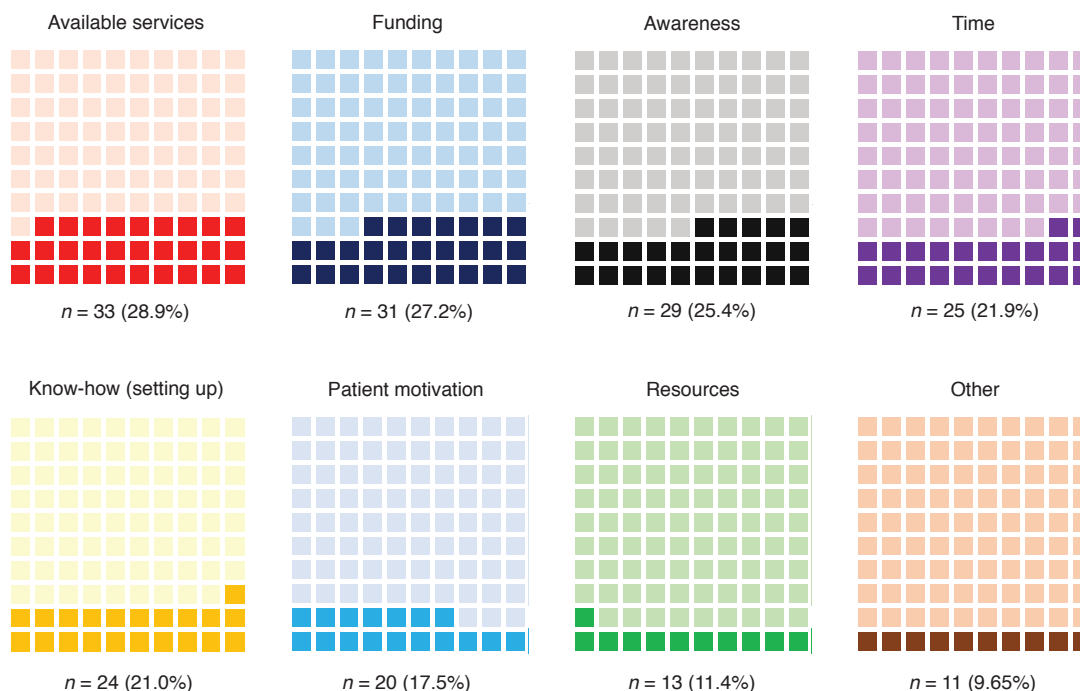 Available services
Funding
Awareness
Time
n = 33 (28.9%)
n = 31 (27.2%)
n = 29 (25.4%)
n = 25 (21.9%)
Know-how (setting up)
Patient motivation
Resources
Other
n = 24 (21.0%)
n = 20 (17.5%)
n = 13 (11.4%)
n = 11 (9.65%)